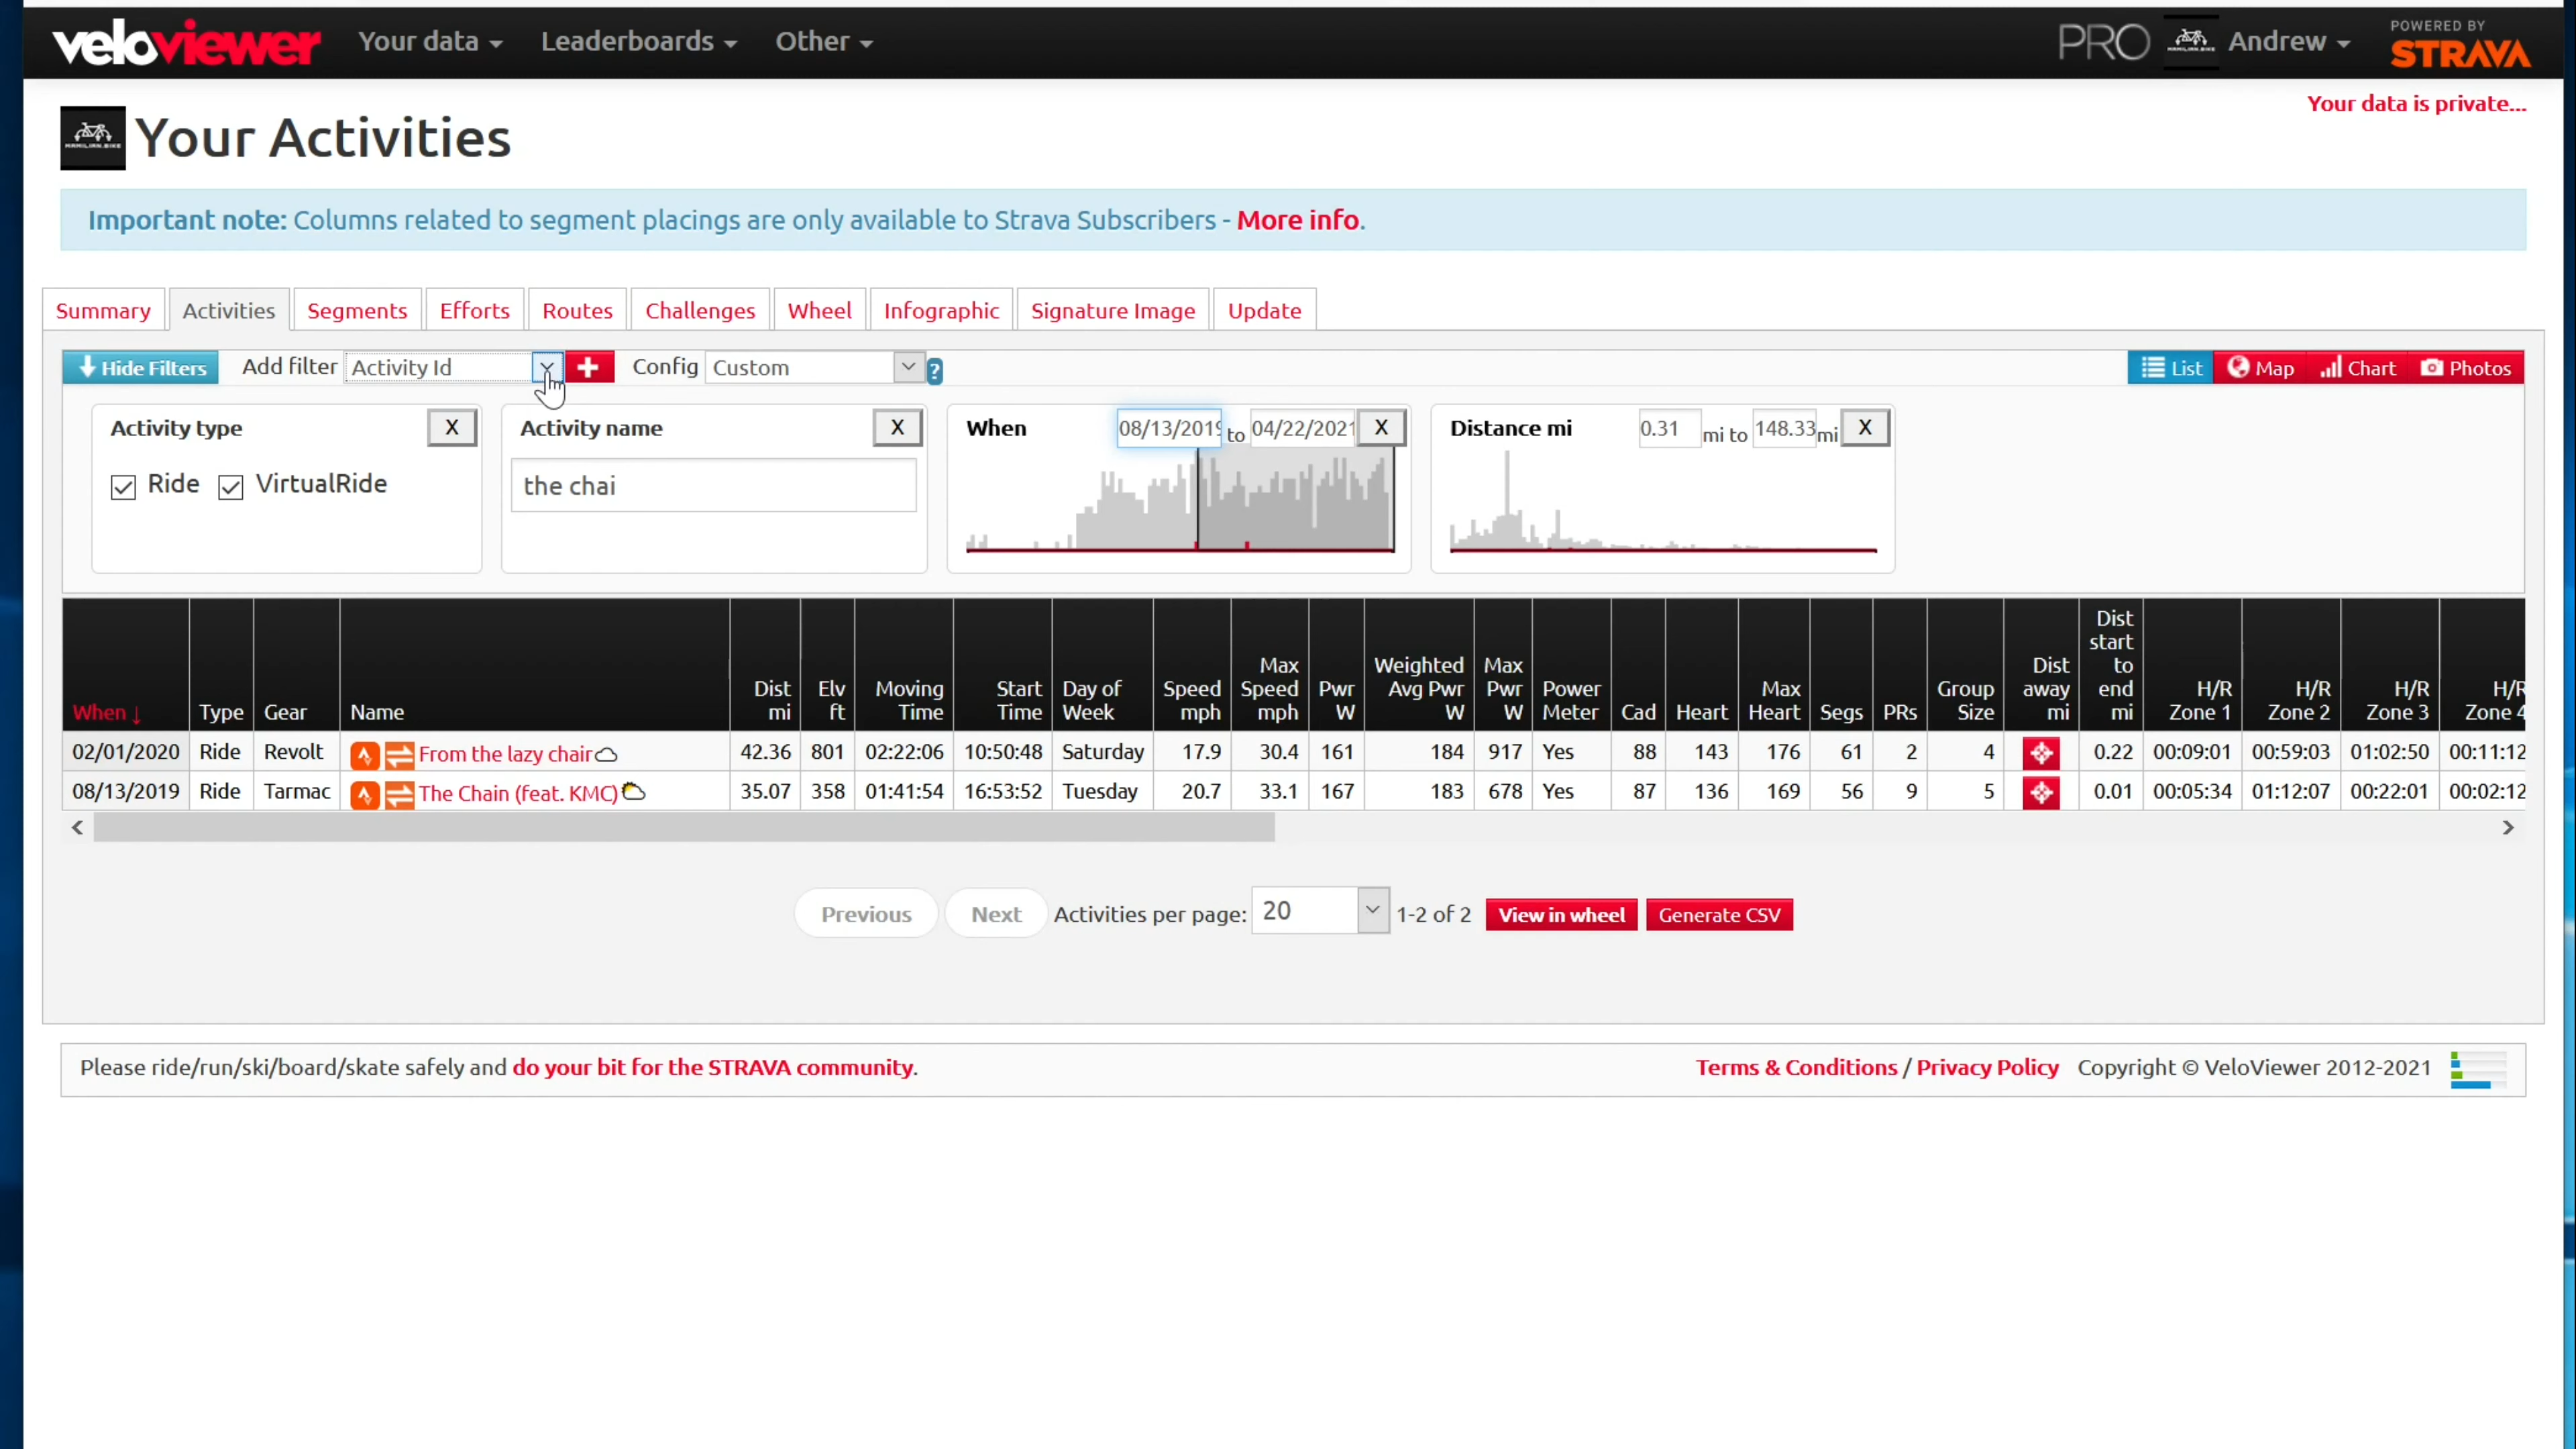 veloviewer Your data Leaderboards Other PRO Andrew POWERED BY STRAVA
Your data is private...
Your Activities
Important note: Columns related to segment placings are only available to Strava Subscribers - More info.
Summary Activities Segments Efforts Routes Challenges Wheel Infographic Signature Image Update
Hide Filters Add filter Activity Id + Config Custom ? List Map Chart Photos
Activity type X Activity name X When 08/13/2019 to 04/22/2021 X Distance mi 0.31 mi to 148.33 mi X
Ride VirtualRide the chai
When ↓ Type Gear Name Dist mi Elv ft Moving Time Start Time Day of Week Speed mph Max Speed mph Pwr W Weighted Avg Pwr W Max Pwr W Power Meter Cad Heart Max Heart Segs PRs Group Size Dist away mi Dist start to end mi H/R Zone 1 H/R Zone 2 H/R Zone 3 H/R Zone 4
02/01/2020 Ride Revolt From the lazy chair 42.36 801 02:22:06 10:50:48 Saturday 17.9 30.4 161 184 917 Yes 88 143 176 61 2 4 0.22 00:09:01 00:59:03 01:02:50 00:11:12
08/13/2019 Ride Tarmac The Chain (feat. KMC) 35.07 358 01:41:54 16:53:52 Tuesday 20.7 33.1 167 183 678 Yes 87 136 169 56 9 5 0.01 00:05:34 01:12:07 00:22:01 00:02:12
Previous Next Activities per page: 20 1-2 of 2 View in wheel Generate CSV
Please ride/run/ski/board/skate safely and do your bit for the STRAVA community. Terms & Conditions / Privacy Policy Copyright © VeloViewer 2012-2021